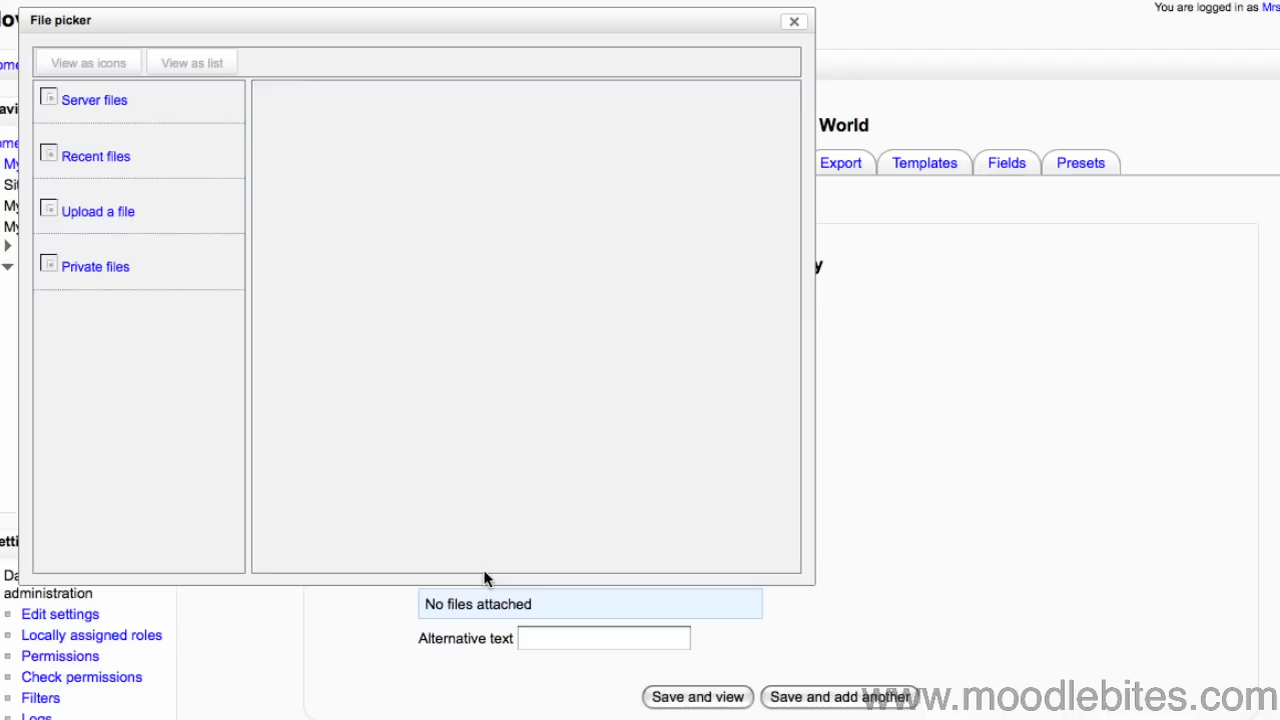 File picker
You are logged in as Mrs
View as icons
View as list
Server files
Recent files
Upload a file
Private files
World
Export
Templates
Fields
Presets
administration
Edit settings
Locally assigned roles
Permissions
Check permissions
Filters
Logs
No files attached
Alternative text
Save and view
Save and add another
www.moodlebites.com